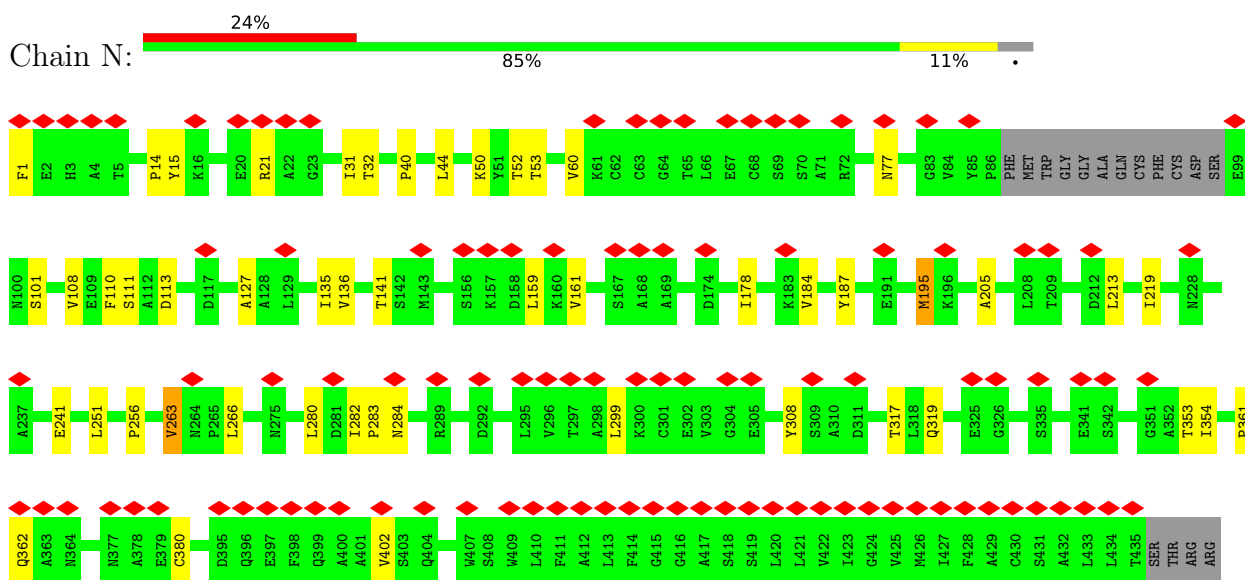 24%
Chain N:
85% 11% •
F1 E2 H3 A4 T5 P14 Y15 K16 E20 R21 A22 G23 I31 T32 P40 L44 K50 Y51 T52 T53 V60 K61 C62 C63 G64 T65 L66 E67 C68 S69 S70 A71 R72 N77 G83 V84 Y85 P86 PHE MET TRP GLY GLY ALA GLN CYS PHE CYS ASP SER E99
N100 S101 V108 E109 F110 S111 A112 D113 D117 A127 A128 L129 I135 V136 T141 S142 M143 S156 K157 D158 L159 K160 V161 S167 A168 A169 D174 I178 K183 V184 Y187 E191 M195 K196 A205 L208 T209 D212 L213 I219 N228
A237 E241 L251 P256 V263 N264 P265 L266 N275 L280 D281 I282 P283 N284 R289 D292 L295 V296 T297 A298 L299 K300 C301 E302 V303 G304 E305 Y308 S309 A310 D311 T317 L318 Q319 E325 G326 S335 E341 S342 G351 A352 T353 I354 P361
Q362 A363 N364 N377 A378 E379 C380 D395 Q396 E397 F398 Q399 A400 A401 V402 S403 Q404 W407 S408 W409 L410 F411 A412 L413 F414 G415 G416 A417 S418 S419 L420 L421 V422 I423 G424 V425 M426 I427 F428 A429 C430 S431 A432 L433 L434 T435 SER THR ARG ARG